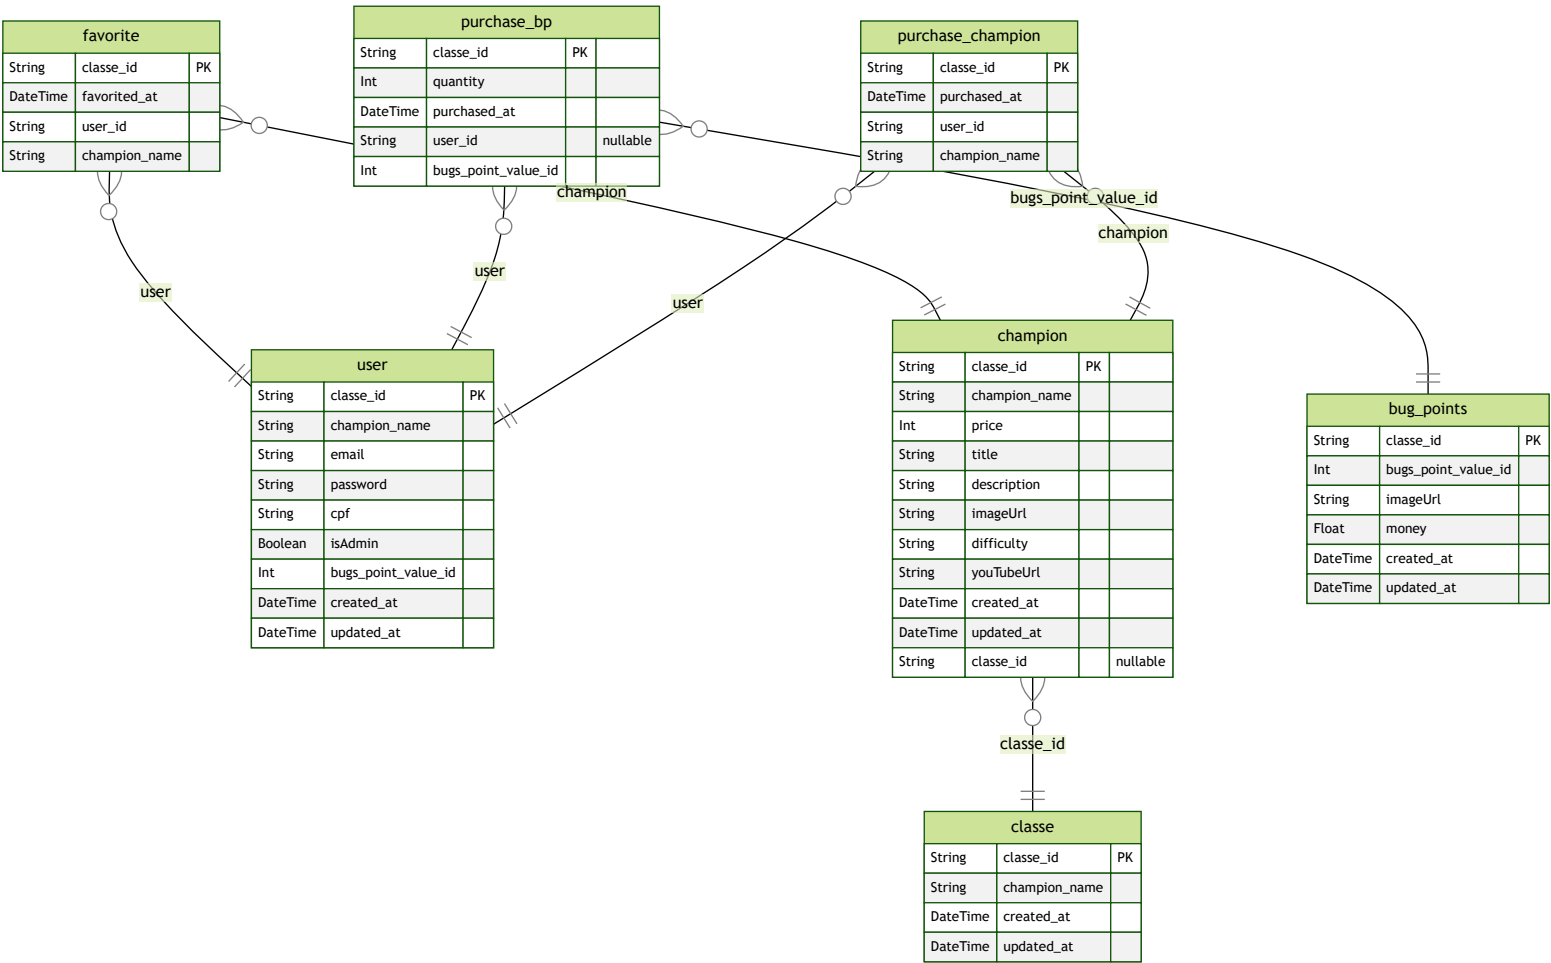 favorite
String classe_id PK
DateTime favorited_at
String user_id
String champion_name
purchase_bp
String classe_id PK
Int quantity
DateTime purchased_at
String user_id nullable
Int bugs_point_value_id
purchase_champion
String classe_id PK
DateTime purchased_at
String user_id
String champion_name
champion
bugs_point_value_id
champion
user
user
user
user
String classe_id PK
String champion_name
String email
String password
String cpf
Boolean isAdmin
Int bugs_point_value_id
DateTime created_at
DateTime updated_at
champion
String classe_id PK
String champion_name
Int price
String title
String description
String imageUrl
String difficulty
String youTubeUrl
DateTime created_at
DateTime updated_at
String classe_id nullable
bug_points
String classe_id PK
Int bugs_point_value_id
String imageUrl
Float money
DateTime created_at
DateTime updated_at
classe_id
classe
String classe_id PK
String champion_name
DateTime created_at
DateTime updated_at